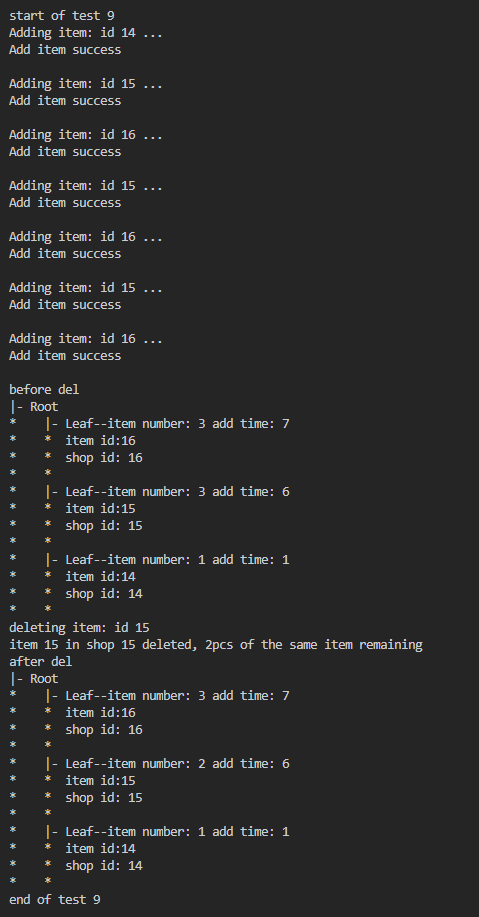 start of test 9
Adding item: id 14 ...
Add item success
Adding item: id 15 ...
Add item success
Adding item: id 16 ...
Add item success
Adding item: id 15 ...
Add item success
Adding item: id 16 ...
Add item success
Adding item: id 15 ...
Add item success
Adding item: id 16 ...
Add item success
before del
|- Root
*    |- Leaf--item number: 3 add time: 7
*    *  item id:16
*    *  shop id: 16
*    *
*    |- Leaf--item number: 3 add time: 6
*    *  item id:15
*    *  shop id: 15
*    *
*    |- Leaf--item number: 1 add time: 1
*    *  item id:14
*    *  shop id: 14
*    *
deleting item: id 15
item 15 in shop 15 deleted, 2pcs of the same item remaining
after del
|- Root
*    |- Leaf--item number: 3 add time: 7
*    *  item id:16
*    *  shop id: 16
*    *
*    |- Leaf--item number: 2 add time: 6
*    *  item id:15
*    *  shop id: 15
*    *
*    |- Leaf--item number: 1 add time: 1
*    *  item id:14
*    *  shop id: 14
*    *
end of test 9